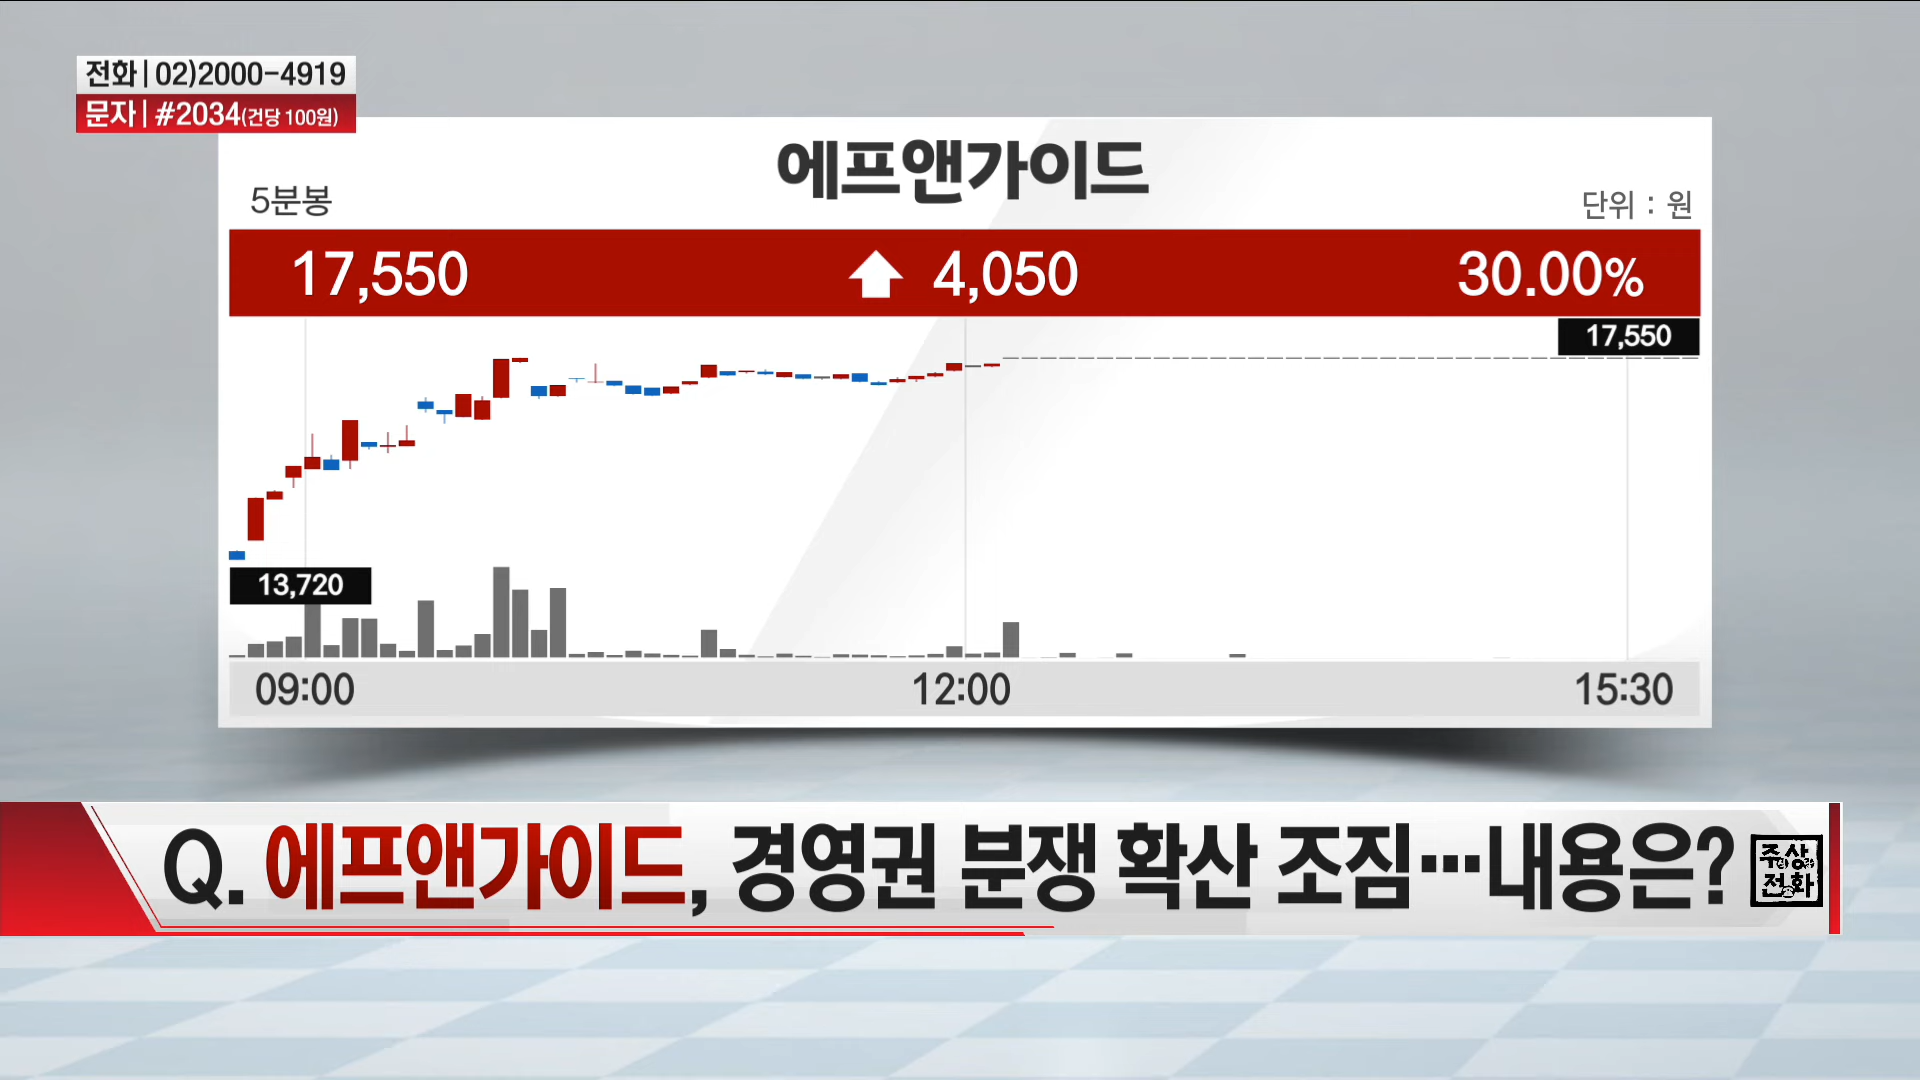 전화 | 02)2000-4919
문자 | #2034(건당 100원)
에프앤가이드
5분봉
단위 : 원
17,550 4,050 30.00%
17,550
13,720
09:00 12:00 15:30
Q. 에프앤가이드, 경영권 분쟁 확산 조짐…내용은?
주상
전화